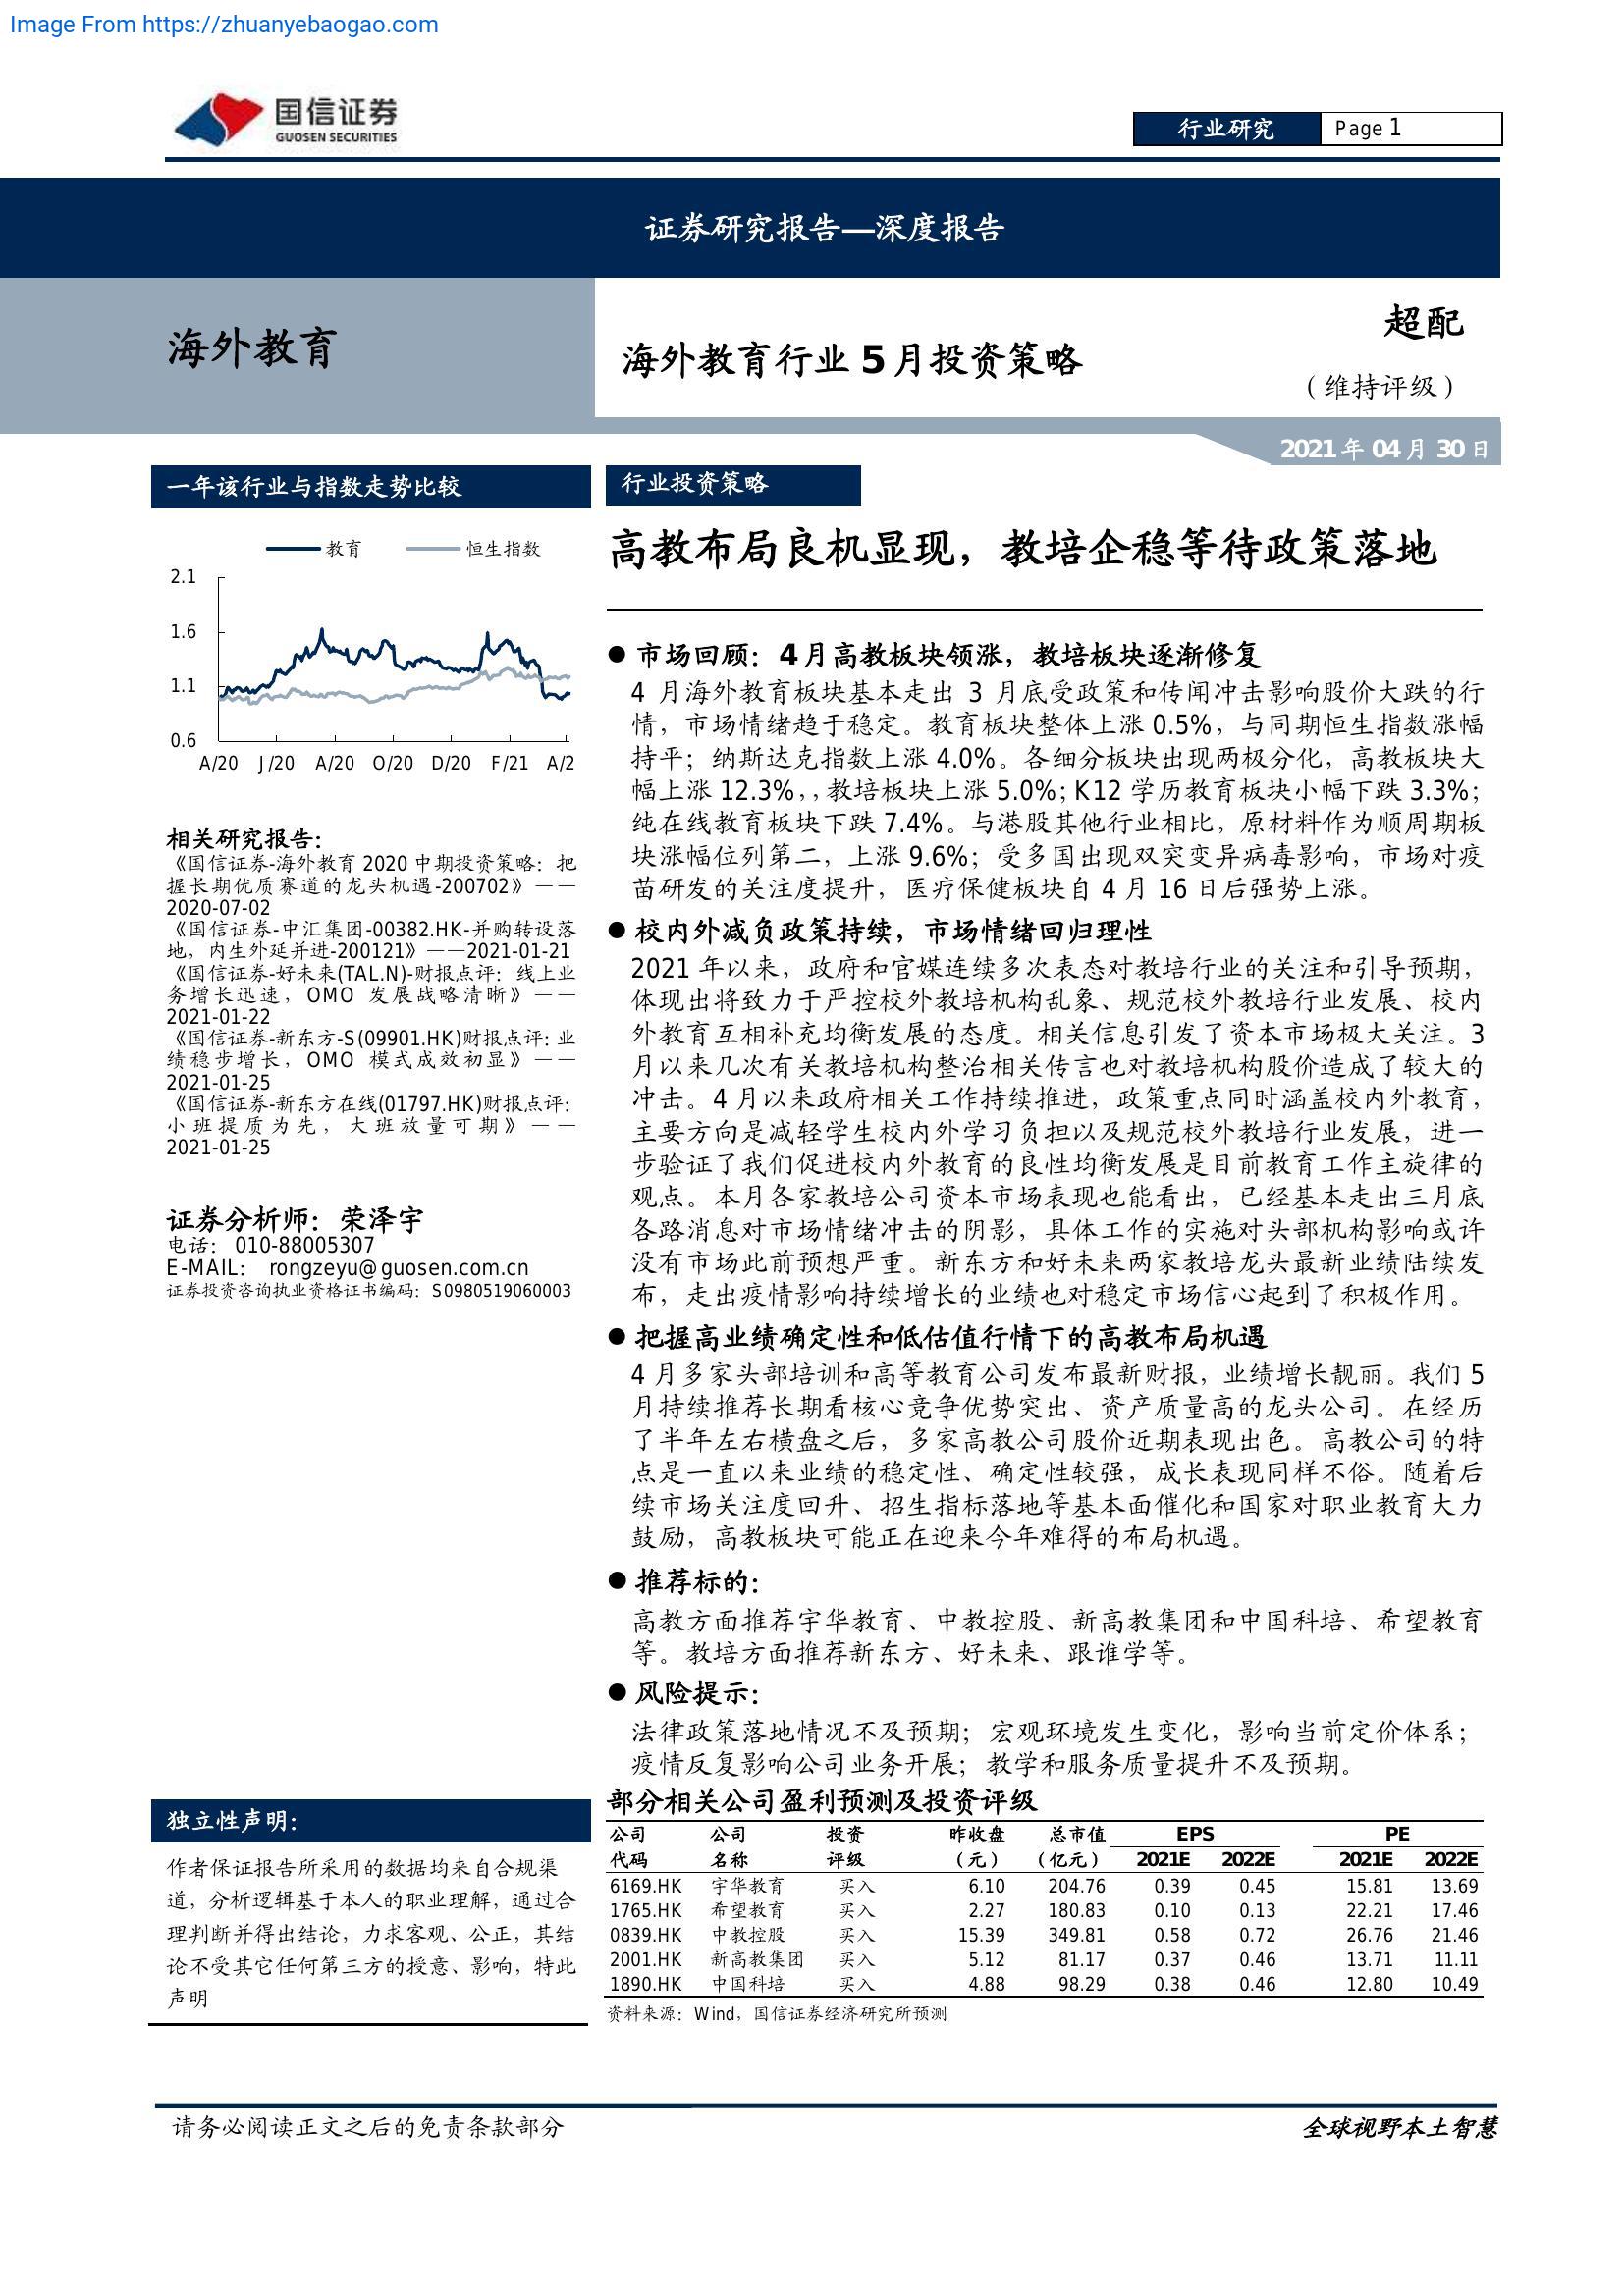 Image From https://zhuanyebaogao.com
国信证券
GUOSEN SECURITIES
行业研究
Page 1
证券研究报告—深度报告
海外教育
海外教育行业 5 月投资策略
超配
（维持评级）
2021 年 04 月 30 日
一年该行业与指数走势比较
教育
恒生指数
2.1
1.6
1.1
0.6
A/20 J/20 A/20 O/20 D/20 F/21 A/2
相关研究报告：
《国信证券-海外教育 2020 中期投资策略：把
握长期优质赛道的龙头机遇-200702》——
2020-07-02
《国信证券-中汇集团-00382.HK-并购转设落
地，内生外延并进-200121》——2021-01-21
《国信证券-好未来(TAL.N)-财报点评：线上业
务增长迅速，OMO 发展战略清晰》——
2021-01-22
《国信证券-新东方-S(09901.HK)财报点评：业
绩稳步增长，OMO 模式成效初显》——
2021-01-25
《国信证券-新东方在线(01797.HK)财报点评：
小班提质为先，大班放量可期》——
2021-01-25
证券分析师：荣泽宇
电话： 010-88005307
E-MAIL： rongzeyu@guosen.com.cn
证券投资咨询执业资格证书编码：S0980519060003
行业投资策略
高教布局良机显现，教培企稳等待政策落地
● 市场回顾：4 月高教板块领涨，教培板块逐渐修复
4 月海外教育板块基本走出 3 月底受政策和传闻冲击影响股价大跌的行
情，市场情绪趋于稳定。教育板块整体上涨 0.5%，与同期恒生指数涨幅
持平；纳斯达克指数上涨 4.0%。各细分板块出现两极分化，高教板块大
幅上涨 12.3%，，教培板块上涨 5.0%；K12 学历教育板块小幅下跌 3.3%；
纯在线教育板块下跌 7.4%。与港股其他行业相比，原材料作为顺周期板
块涨幅位列第二，上涨 9.6%；受多国出现双突变异病毒影响，市场对疫
苗研发的关注度提升，医疗保健板块自 4 月 16 日后强势上涨。
● 校内外减负政策持续，市场情绪回归理性
2021 年以来，政府和官媒连续多次表态对教培行业的关注和引导预期，
体现出将致力于严控校外教培机构乱象、规范校外教培行业发展、校内
外教育互相补充均衡发展的态度。相关信息引发了资本市场极大关注。3
月以来几次有关教培机构整治相关传言也对教培机构股价造成了较大的
冲击。4 月以来政府相关工作持续推进，政策重点同时涵盖校内外教育，
主要方向是减轻学生校内外学习负担以及规范校外教培行业发展，进一
步验证了我们促进校内外教育的良性均衡发展是目前教育工作主旋律的
观点。本月各家教培公司资本市场表现也能看出，已经基本走出三月底
各路消息对市场情绪冲击的阴影，具体工作的实施对头部机构影响或许
没有市场此前预想严重。新东方和好未来两家教培龙头最新业绩陆续发
布，走出疫情影响持续增长的业绩也对稳定市场信心起到了积极作用。
● 把握高业绩确定性和低估值行情下的高教布局机遇
4 月多家头部培训和高等教育公司发布最新财报，业绩增长靓丽。我们 5
月持续推荐长期看核心竞争优势突出、资产质量高的龙头公司。在经历
了半年左右横盘之后，多家高教公司股价近期表现出色。高教公司的特
点是一直以来业绩的稳定性、确定性较强，成长表现同样不俗。随着后
续市场关注度回升、招生指标落地等基本面催化和国家对职业教育大力
鼓励，高教板块可能正在迎来今年难得的布局机遇。
● 推荐标的：
高教方面推荐宇华教育、中教控股、新高教集团和中国科培、希望教育
等。教培方面推荐新东方、好未来、跟谁学等。
● 风险提示：
法律政策落地情况不及预期；宏观环境发生变化，影响当前定价体系；
疫情反复影响公司业务开展；教学和服务质量提升不及预期。
独立性声明：
作者保证报告所采用的数据均来自合规渠
道，分析逻辑基于本人的职业理解，通过合
理判断并得出结论，力求客观、公正，其结
论不受其它任何第三方的授意、影响，特此
声明
部分相关公司盈利预测及投资评级
公司 公司 投资 昨收盘 总市值 EPS PE
代码 名称 评级 （元） （亿元） 2021E 2022E 2021E 2022E
6169.HK 宇华教育 买入 6.10 204.76 0.39 0.45 15.81 13.69
1765.HK 希望教育 买入 2.27 180.83 0.10 0.13 22.21 17.46
0839.HK 中教控股 买入 15.39 349.81 0.58 0.72 26.76 21.46
2001.HK 新高教集团 买入 5.12 81.17 0.37 0.46 13.71 11.11
1890.HK 中国科培 买入 4.88 98.29 0.38 0.46 12.80 10.49
资料来源：Wind，国信证券经济研究所预测
请务必阅读正文之后的免责条款部分
全球视野本土智慧